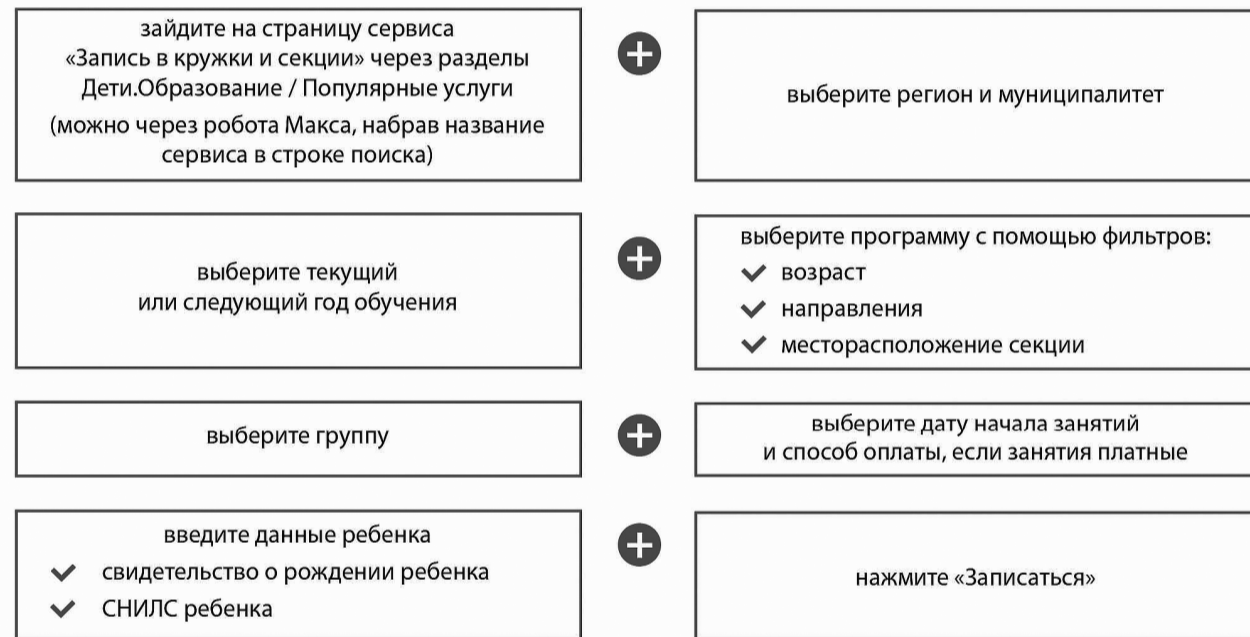 зайдите на страницу сервиса
«Запись в кружки и секции» через разделы
Дети.Образование / Популярные услуги
(можно через робота Макса, набрав название
сервиса в строке поиска)
выберите регион и муниципалитет
выберите текущий
или следующий год обучения
выберите программу с помощью фильтров:
возраст
направления
месторасположение секции
выберите группу
выберите дату начала занятий
и способ оплаты, если занятия платные
введите данные ребенка
свидетельство о рождении ребенка
СНИЛС ребенка
нажмите «Записаться»